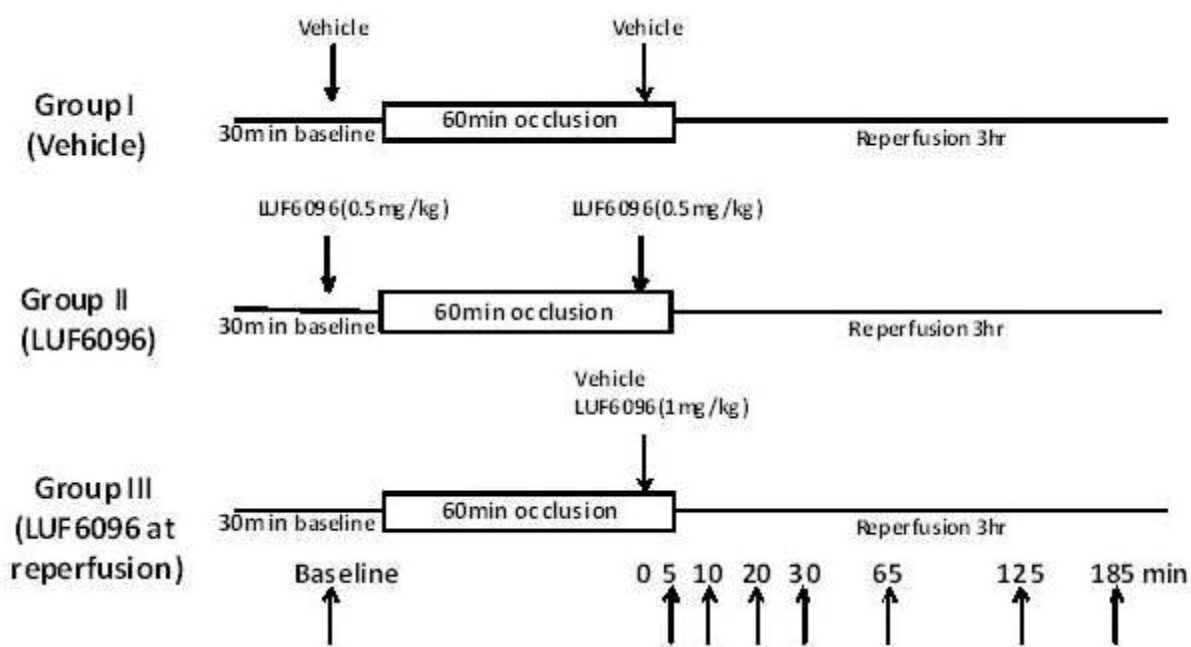 Vehicle Vehicle
Group I
(Vehicle)
60min occlusion
30min baseline
Reperfusion 3hr
LUF6096(0.5mg/kg) LUF6096(0.5mg/kg)
Group II
(LUF6096)
60min occlusion
30min baseline
Reperfusion 3hr
Vehicle
LUF6096(1mg/kg)
Group III
(LUF6096 at
reperfusion)
60min occlusion
30min baseline
Reperfusion 3hr
Baseline 0 5 10 20 30 65 125 185 min